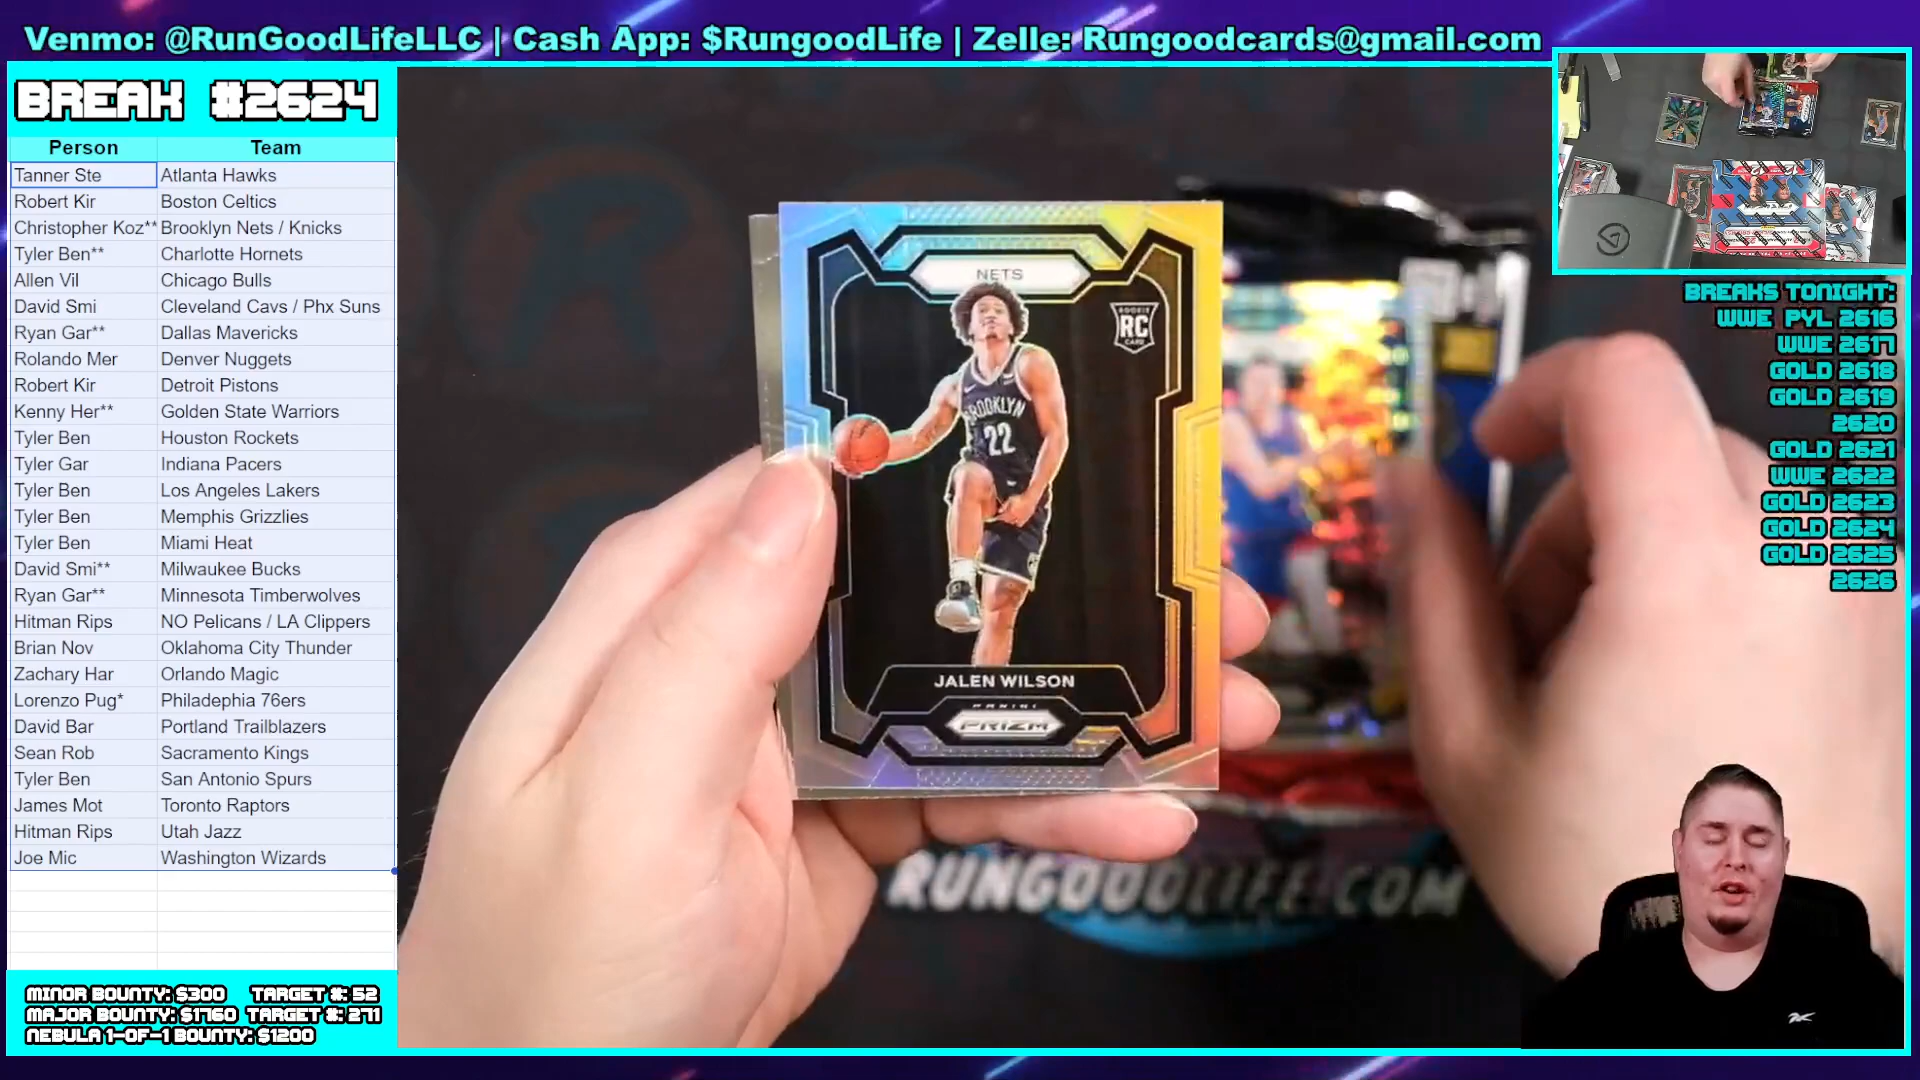 Venmo: @RunGoodLifeLLC | Cash App: $RungoodLife | Zelle: Rungoodcards@gmail.com
BREAK #2624
Person Team
Tanner Ste Atlanta Hawks
Robert Kir Boston Celtics
Christopher Koz** Brooklyn Nets / Knicks
Tyler Ben** Charlotte Hornets
Allen Vil Chicago Bulls
David Smi Cleveland Cavs / Phx Suns
Ryan Gar** Dallas Mavericks
Rolando Mer Denver Nuggets
Robert Kir Detroit Pistons
Kenny Her** Golden State Warriors
Tyler Ben Houston Rockets
Tyler Gar Indiana Pacers
Tyler Ben Los Angeles Lakers
Tyler Ben Memphis Grizzlies
Tyler Ben Miami Heat
David Smi** Milwaukee Bucks
Ryan Gar** Minnesota Timberwolves
Hitman Rips NO Pelicans / LA Clippers
Brian Nov Oklahoma City Thunder
Zachary Har Orlando Magic
Lorenzo Pug* Philadephia 76ers
David Bar Portland Trailblazers
Sean Rob Sacramento Kings
Tyler Ben San Antonio Spurs
James Mot Toronto Raptors
Hitman Rips Utah Jazz
Joe Mic Washington Wizards
MINOR BOUNTY: $300 TARGET #: 52
MAJOR BOUNTY: $1760 TARGET #: 271
NEBULA 1-OF-1 BOUNTY: $1200
NETS
ROOKIE
RC
CARD
BROOKLYN
22
JALEN WILSON
PANINI
PRIZM
RUNGOODLIFE.COM
BREAKS TONIGHT:
WWE PYL 2616
WWE 2617
GOLD 2618
GOLD 2619
2620
GOLD 2621
WWE 2622
GOLD 2623
GOLD 2624
GOLD 2625
2626